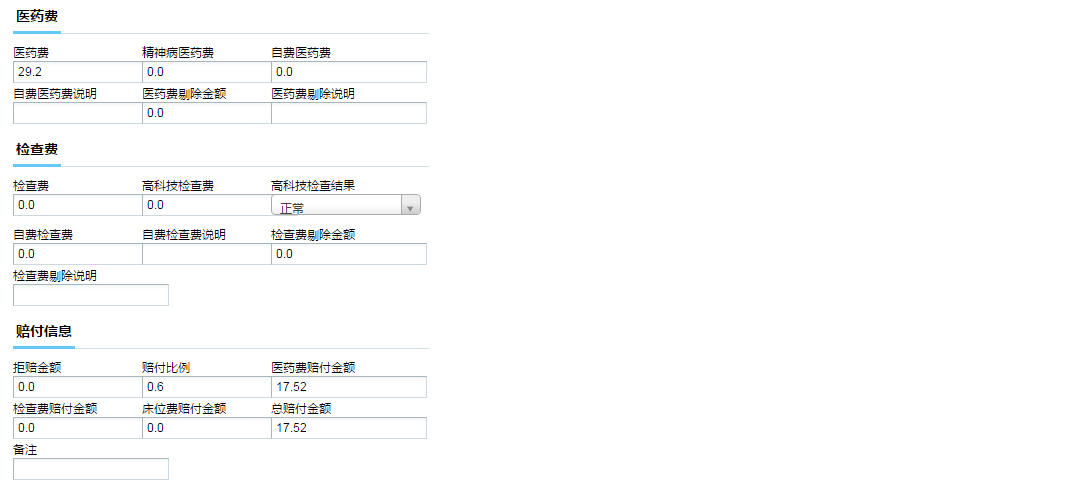 医药费
医药费 精神病医药费 自费医药费
29.2 0.0 0.0
自费医药费说明 医药费剔除金额 医药费剔除说明
0.0
检查费
检查费 高科技检查费 高科技检查结果
0.0 0.0 正常
自费检查费 自费检查费说明 检查费剔除金额
0.0 0.0
检查费剔除说明
赔付信息
拒赔金额 赔付比例 医药费赔付金额
0.0 0.6 17.52
检查费赔付金额 床位费赔付金额 总赔付金额
0.0 0.0 17.52
备注